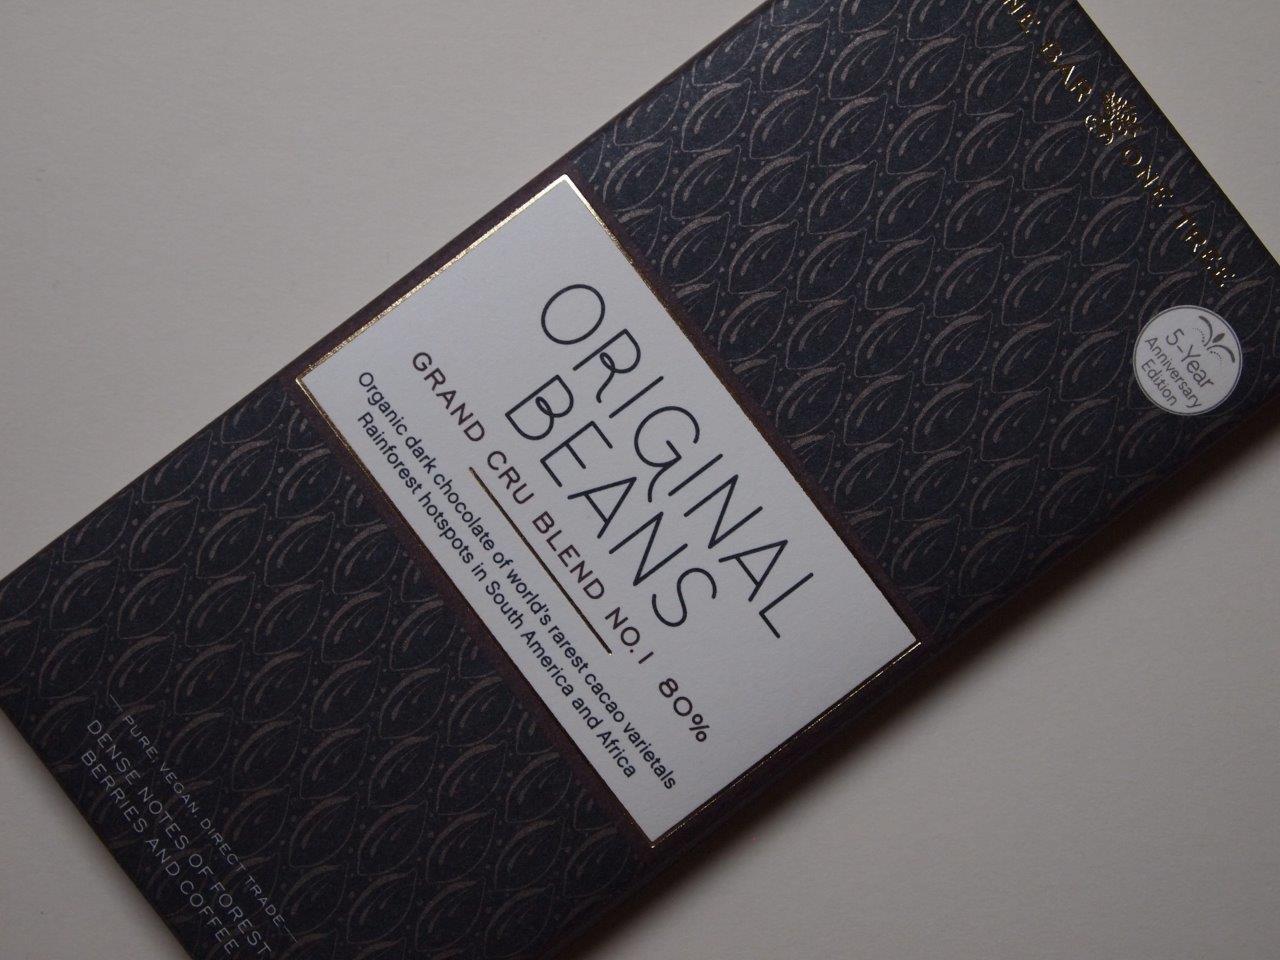 NE BAR ONE TREE
5-Year
Anniversary
Edition
ORIGINAL
BEANS
GRAND CRU BLEND NO.1 80%
Organic dark chocolate of world's rarest cacao varietals
Rainforest hotspots in South America and Africa
PURE. VEGAN. DIRECT TRADE
DENSE NOTES OF FOREST
BERRIES AND COFFEE